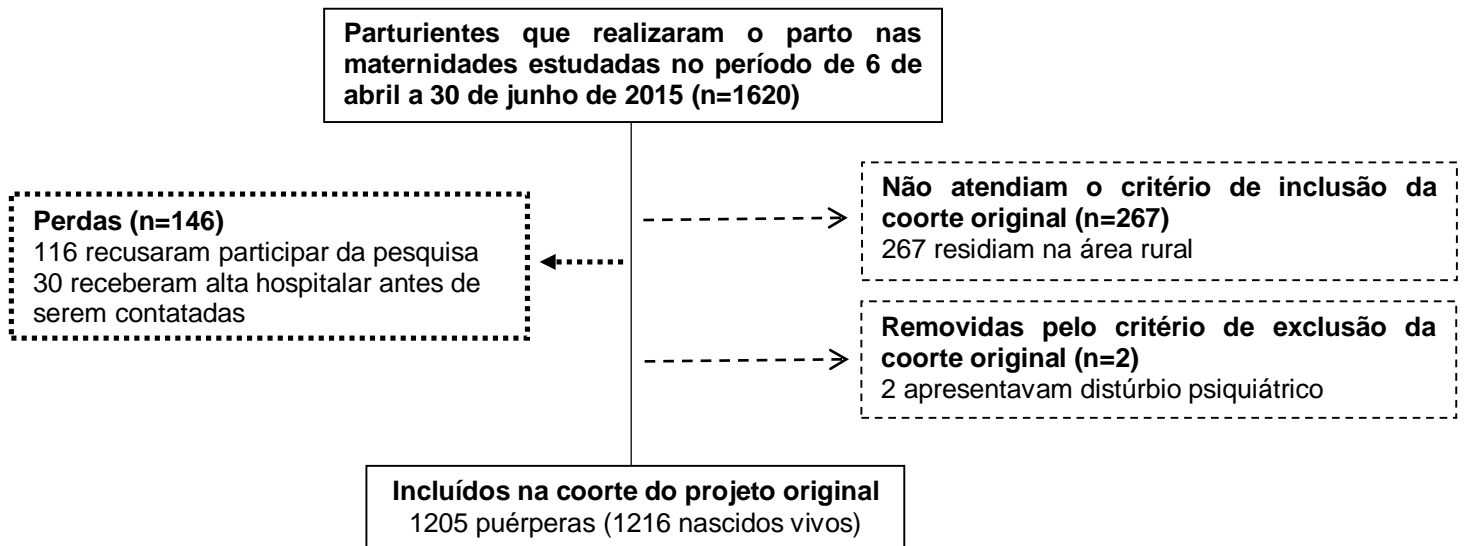 Parturientes que realizaram o parto nas
maternidades estudadas no período de 6 de
abril a 30 de junho de 2015 (n=1620)
Perdas (n=146)
116 recusaram participar da pesquisa
30 receberam alta hospitalar antes de
serem contatadas
Não atendiam o critério de inclusão da
coorte original (n=267)
267 residiam na área rural
Removidas pelo critério de exclusão da
coorte original (n=2)
2 apresentavam distúrbio psiquiátrico
Incluídos na coorte do projeto original
1205 puérperas (1216 nascidos vivos)